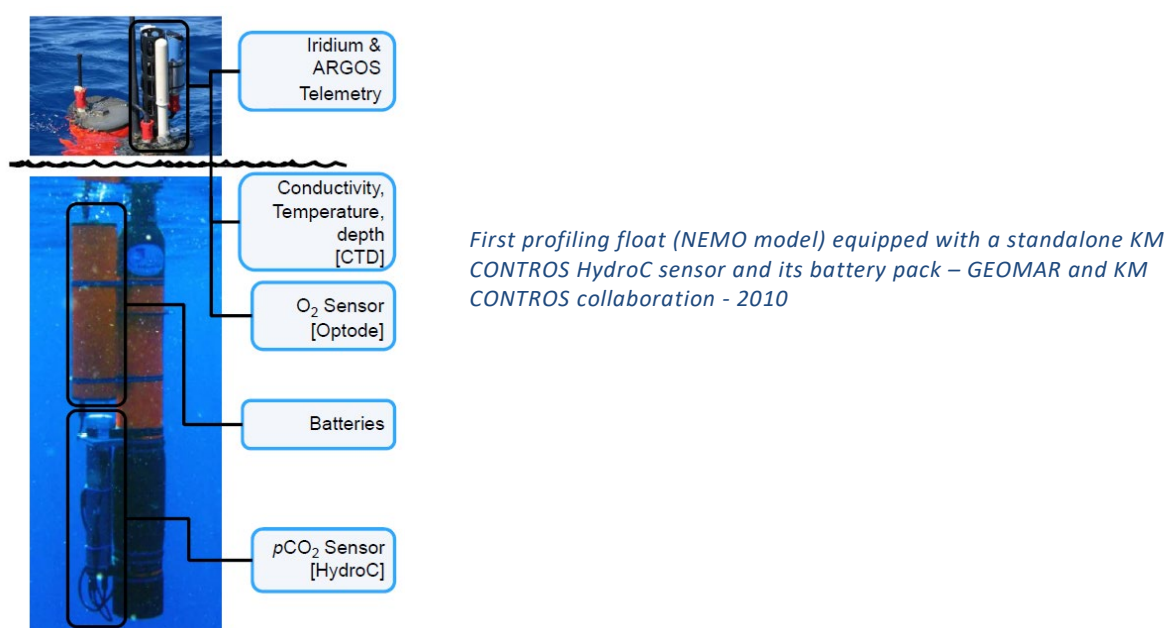 Iridium &
ARGOS
Telemetry
Conductivity,
Temperature,
depth
[CTD]
O₂ Sensor
[Optode]
Batteries
pCO₂ Sensor
[HydroC]
First profiling float (NEMO model) equipped with a standalone KM
CONTROS HydroC sensor and its battery pack – GEOMAR and KM
CONTROS collaboration - 2010